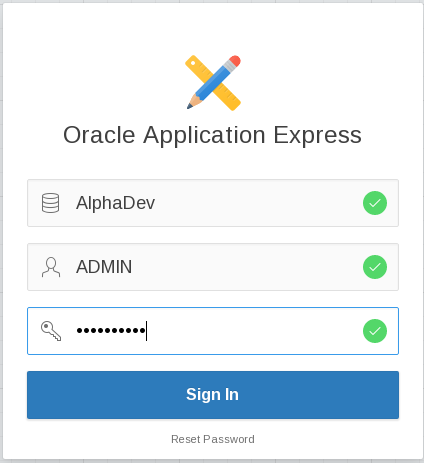 Oracle Application Express
AlphaDev
ADMIN
••••••••••
Sign In
Reset Password